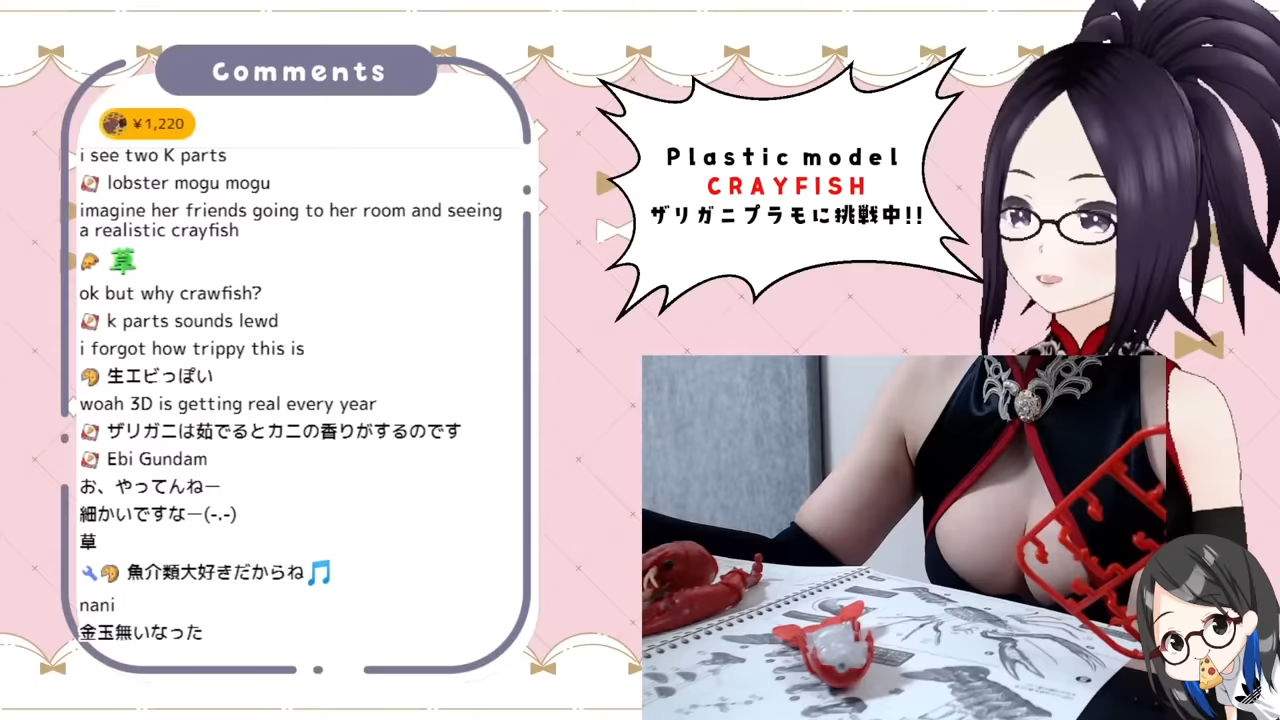 Comments
¥1,220
i see two K parts
lobster mogu mogu
imagine her friends going to her room and seeing
a realistic crayfish
草
ok but why crawfish?
k parts sounds lewd
i forgot how trippy this is
生エビっぽい
woah 3D is getting real every year
ザリガニは茹でるとカニの香りがするのです
Ebi Gundam
お、やってんねー
細かいですなー(-.-)
草
魚介類大好きだからね🎵
nani
金玉無いなった
Plastic model
CRAYFISH
ザリガニプラモに挑戦中!!